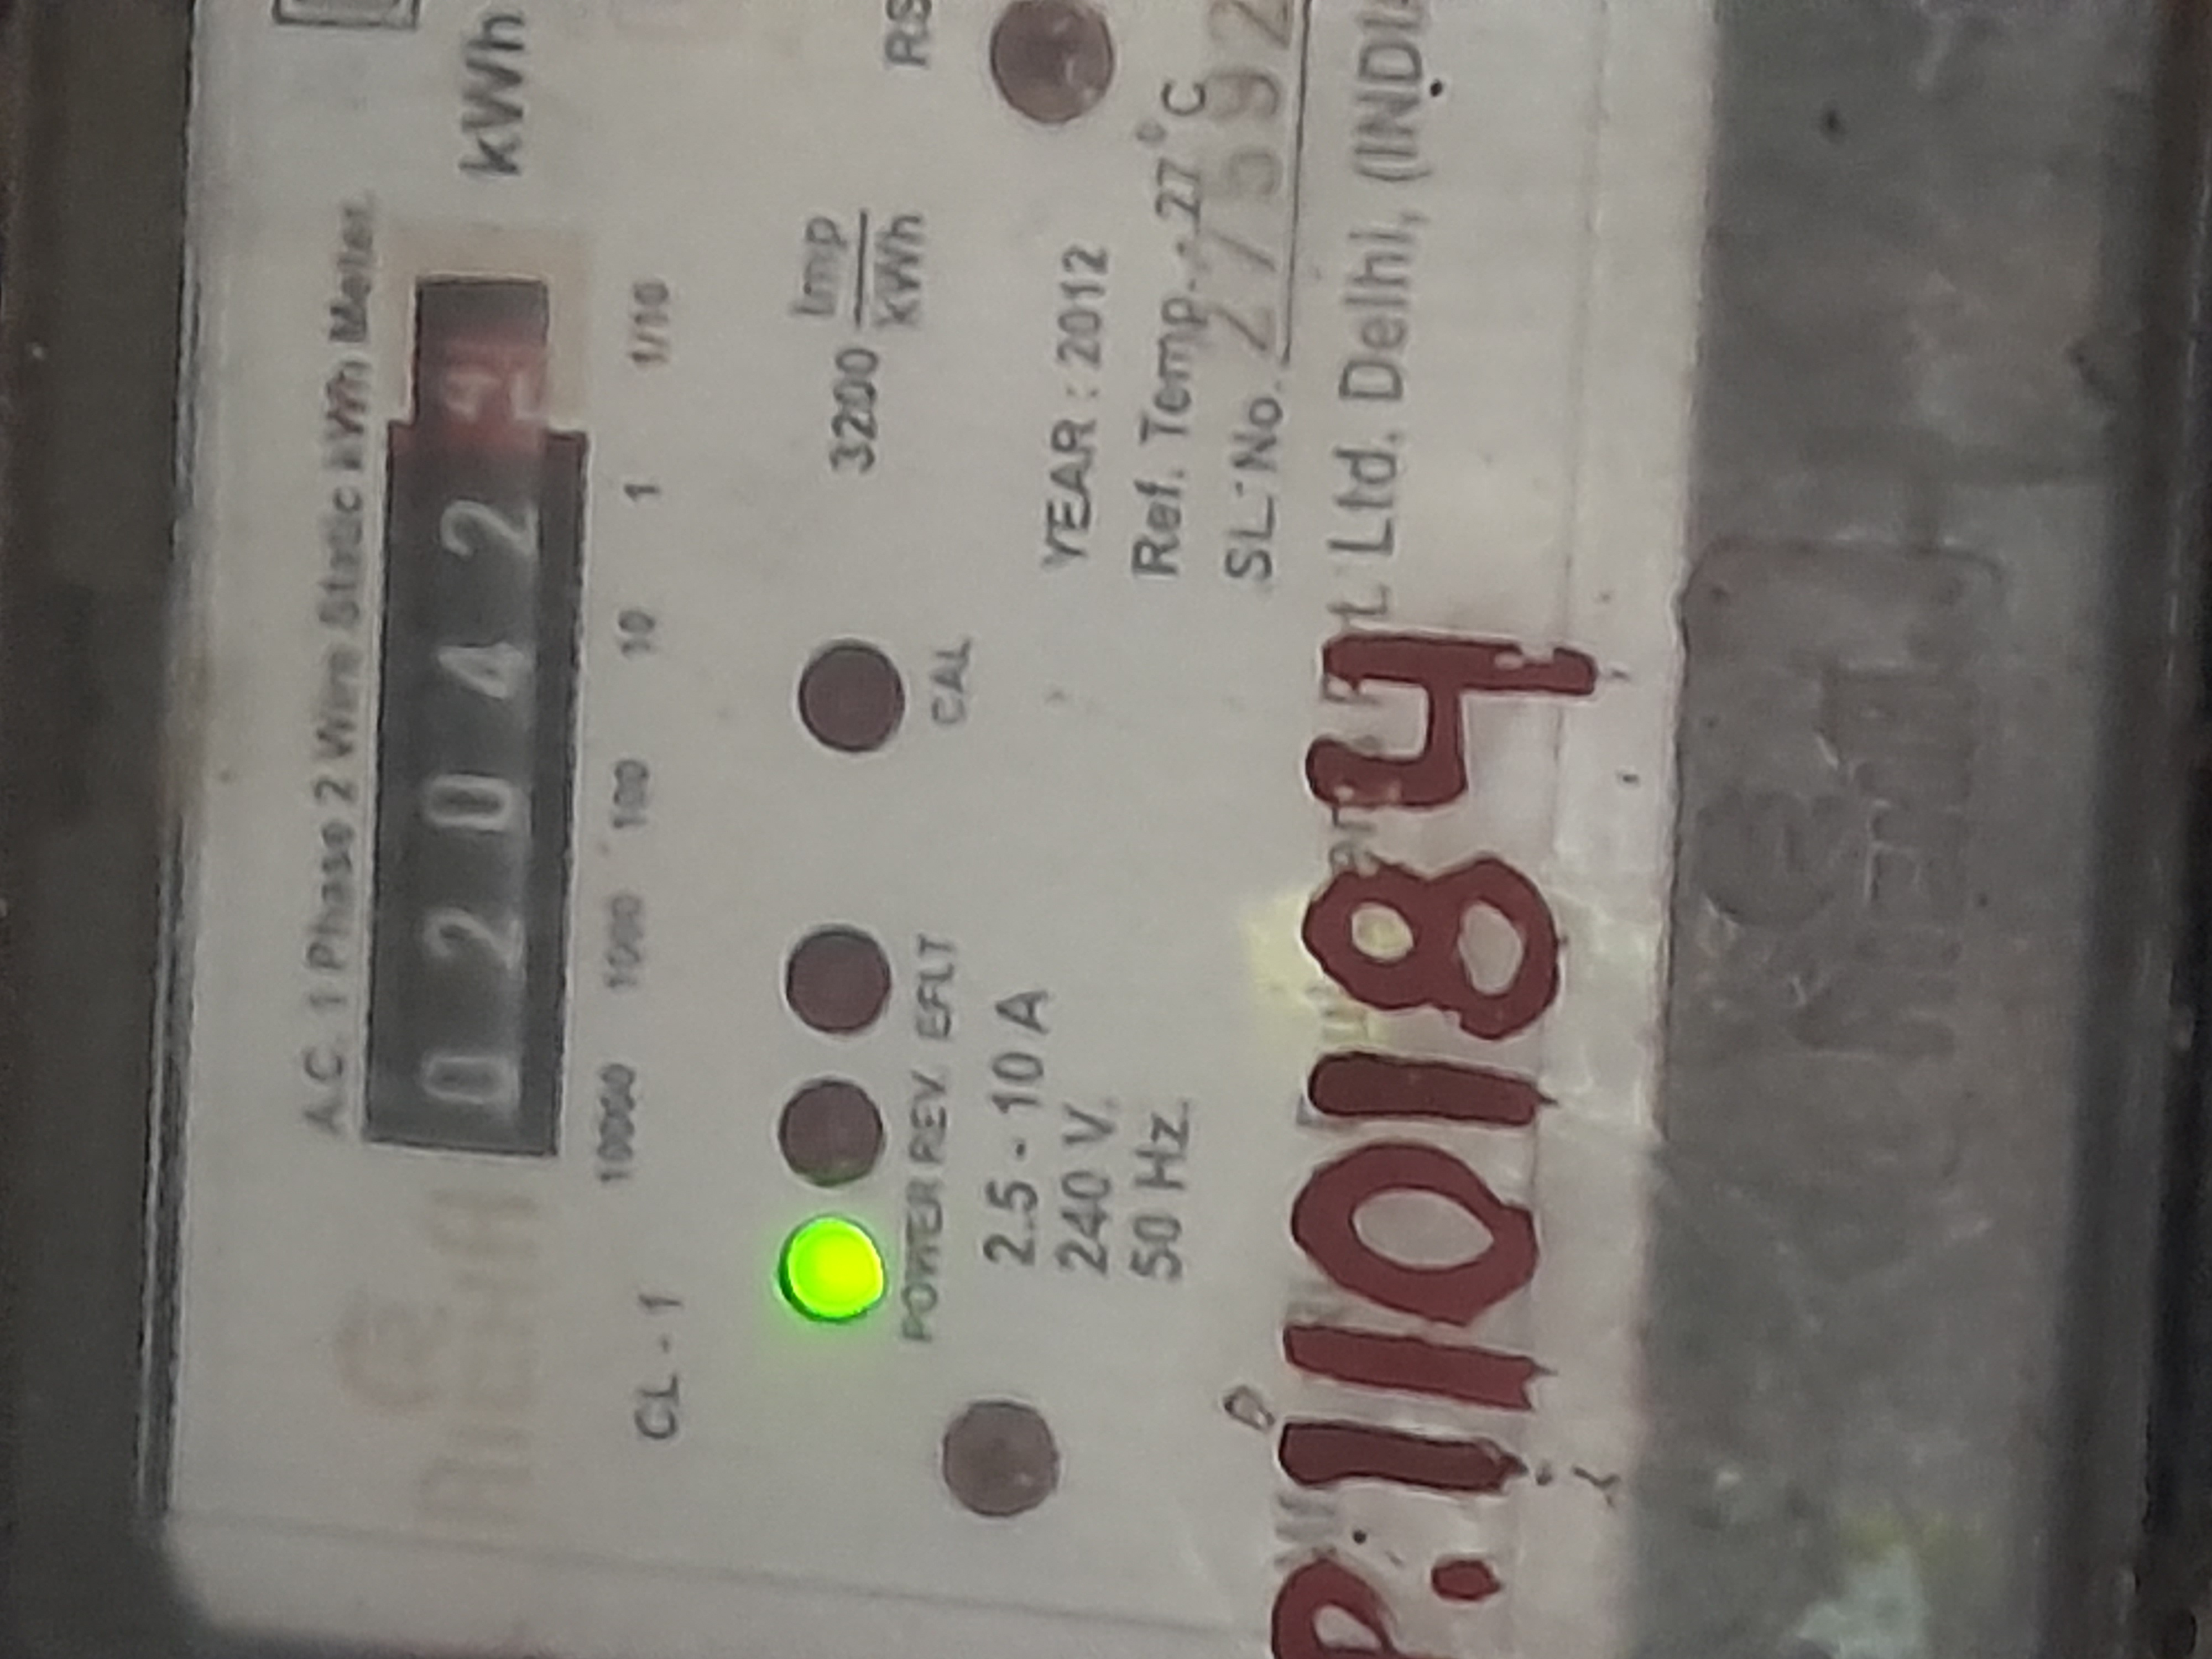 A.C. 1 Phase 2 Wire Static kWh Meter
0 2 0 4 2 kWh
10000 1000 100 10 1 1/10
CL - 1
3200 Imp/kWh
POWER REV. EFLT CAL RS
2.5 - 10 A
240 V.
50 Hz.
YEAR : 2012
Ref. Temp. 27°C
SL No. 27592
Ltd. Delhi, (INDIA
P.110184